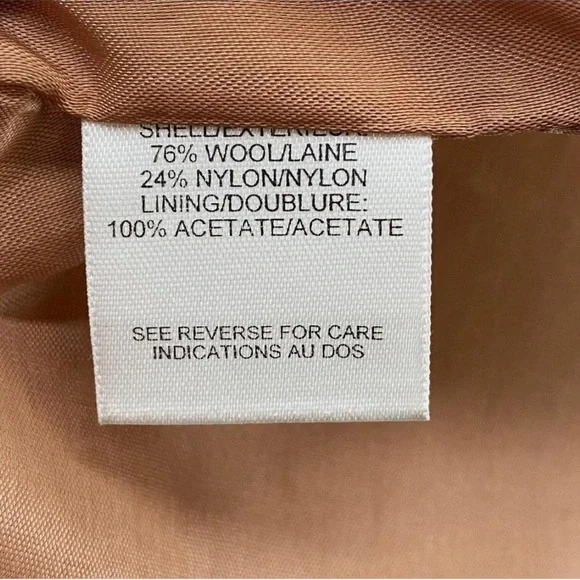 SHELL/EXTERIEUR:
76% WOOL/LAINE
24% NYLON/NYLON
LINING/DOUBLURE:
100% ACETATE/ACETATE
SEE REVERSE FOR CARE
INDICATIONS AU DOS